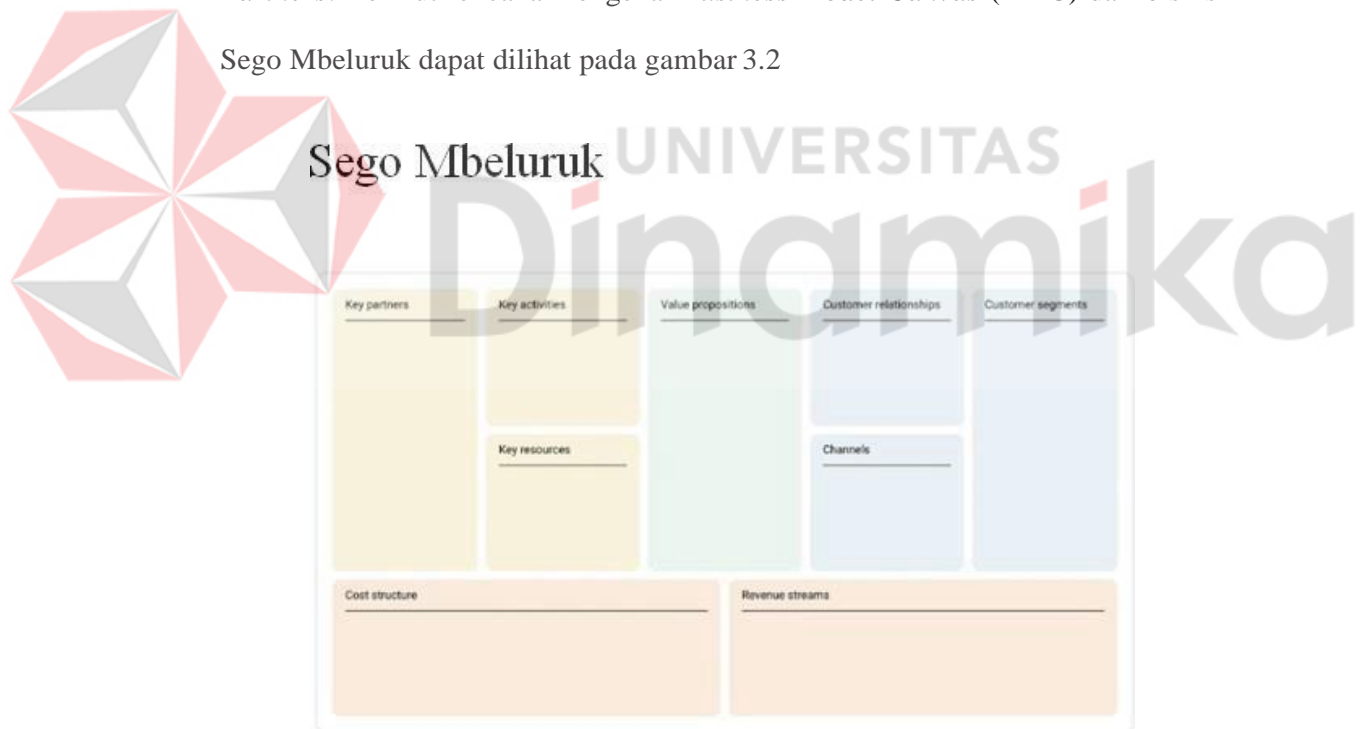 Sego Mbeluruk dapat dilihat pada gambar 3.2
UNIVERSITAS
Dinamika
Sego Mbeluruk
Key partners
Key activities
Value propositions
Customer relationships
Customer segments
Key resources
Channels
Cost structure
Revenue streams